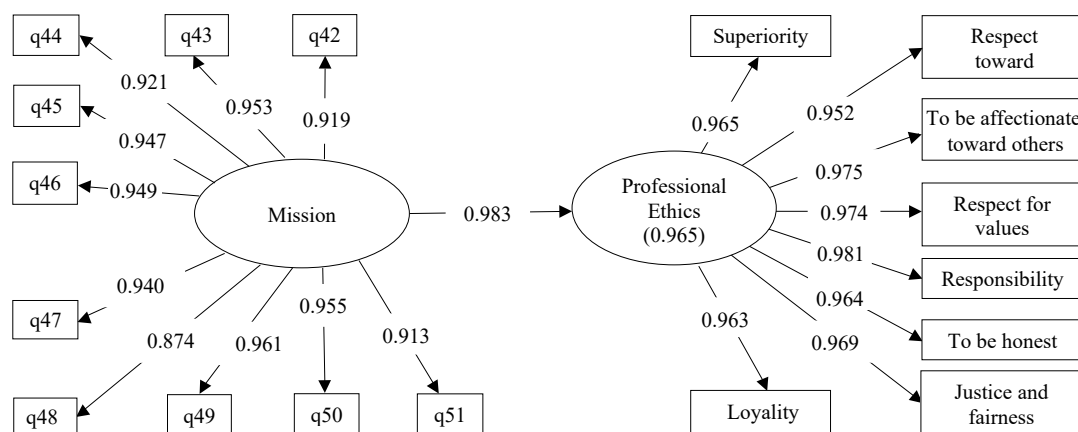 q44
q43
q42
Superiority
Respect
toward
0.921
0.953
0.919
0.965
0.952
q45
To be affectionate
toward others
0.947
0.975
q46
0.949
Mission
0.983
Professional
Ethics
(0.965)
0.974
Respect for
values
0.981
Responsibility
0.940
0.955
0.964
q47
0.874
0.961
0.913
0.963
0.969
To be honest
q48
q49
q50
q51
Loyality
Justice and
fairness